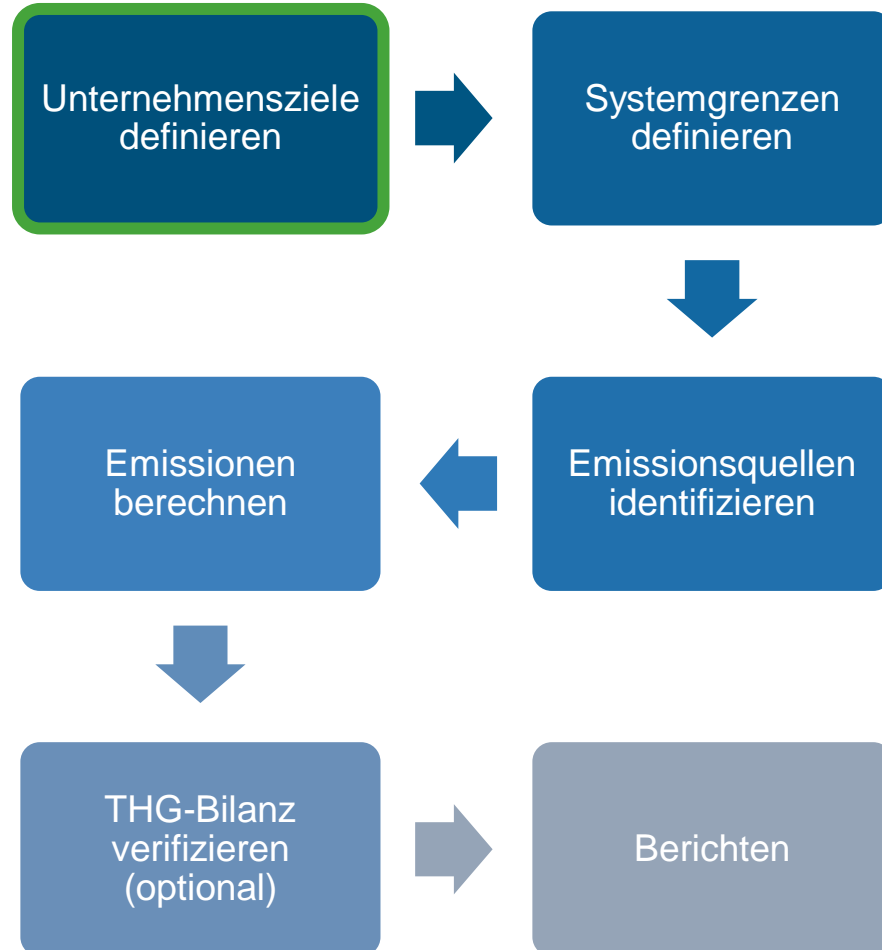 Unternehmensziele
definieren
Systemgrenzen
definieren
Emissionsquellen
identifizieren
Emissionen
berechnen
THG-Bilanz
verifizieren
(optional)
Berichten